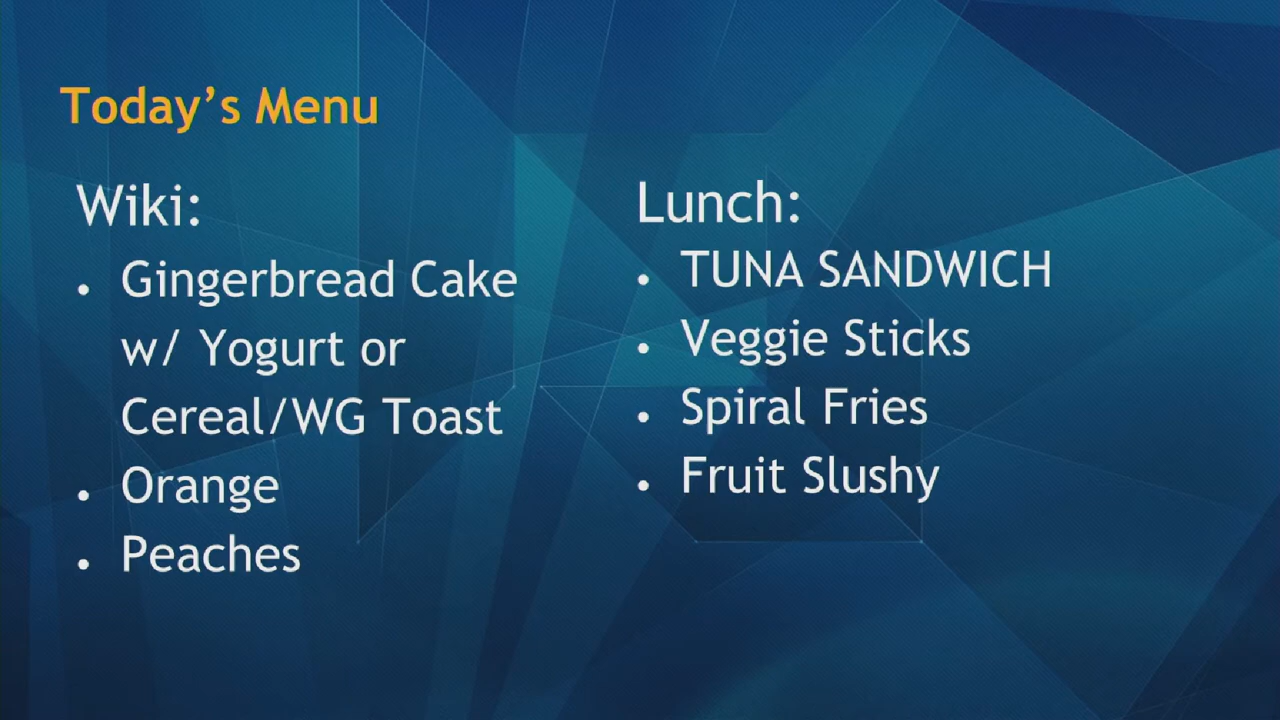 Today’s Menu
Wiki:
• Gingerbread Cake
w/ Yogurt or
Cereal/WG Toast
• Orange
• Peaches
Lunch:
• TUNA SANDWICH
• Veggie Sticks
• Spiral Fries
• Fruit Slushy